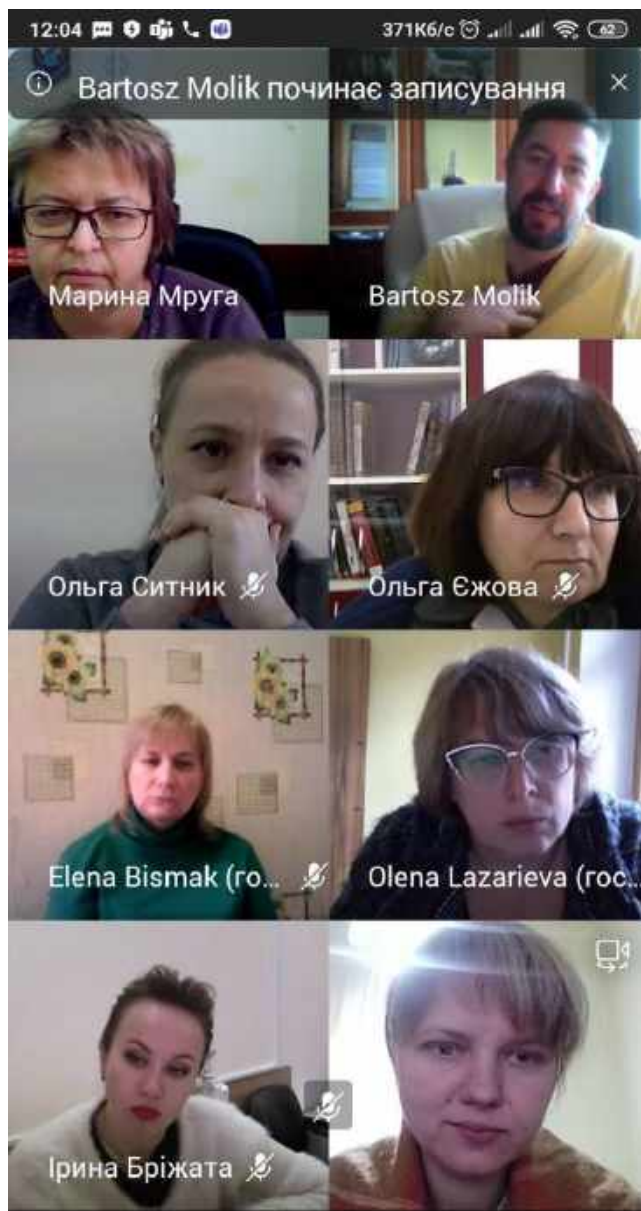 12:04 371Кб/с 62
Bartosz Molik починає записування
Марина Мруга Bartosz Molik
Ольга Ситник Ольга Єжова
Elena Bismak (го... Olena Lazarieva (гос...
Ірина Бріжата